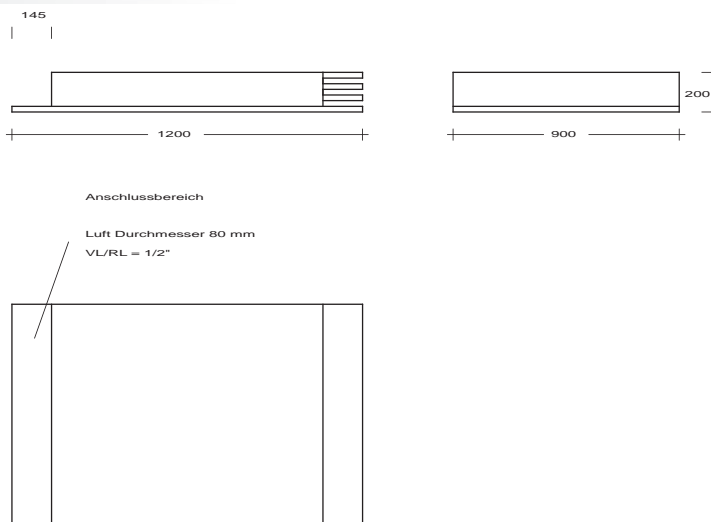 145
200
1200
900
Anschlussbereich
Luft Durchmesser 80 mm
VL/RL = 1/2"